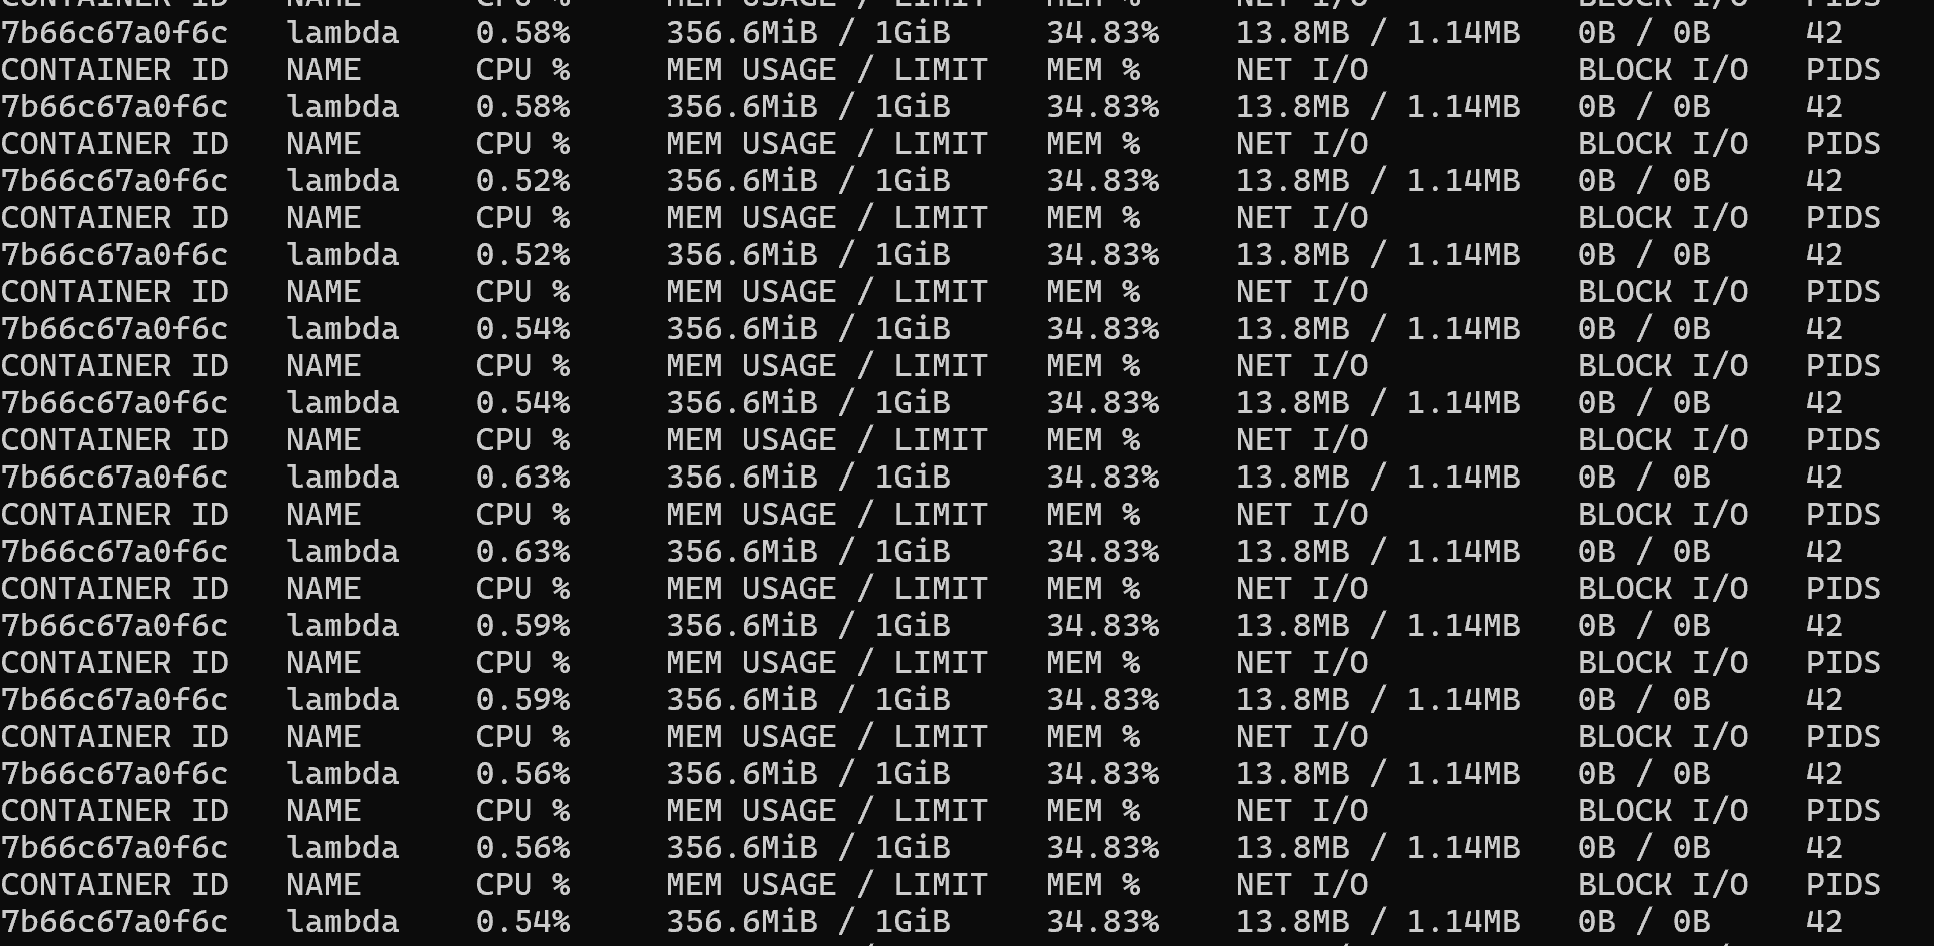 CONTAINER ID   NAME      CPU %     MEM USAGE / LIMIT   MEM %     NET I/O           BLOCK I/O   PIDS
7b66c67a0f6c   lambda    0.58%     356.6MiB / 1GiB     34.83%    13.8MB / 1.14MB   0B / 0B     42
CONTAINER ID   NAME      CPU %     MEM USAGE / LIMIT   MEM %     NET I/O           BLOCK I/O   PIDS
7b66c67a0f6c   lambda    0.58%     356.6MiB / 1GiB     34.83%    13.8MB / 1.14MB   0B / 0B     42
CONTAINER ID   NAME      CPU %     MEM USAGE / LIMIT   MEM %     NET I/O           BLOCK I/O   PIDS
7b66c67a0f6c   lambda    0.52%     356.6MiB / 1GiB     34.83%    13.8MB / 1.14MB   0B / 0B     42
CONTAINER ID   NAME      CPU %     MEM USAGE / LIMIT   MEM %     NET I/O           BLOCK I/O   PIDS
7b66c67a0f6c   lambda    0.52%     356.6MiB / 1GiB     34.83%    13.8MB / 1.14MB   0B / 0B     42
CONTAINER ID   NAME      CPU %     MEM USAGE / LIMIT   MEM %     NET I/O           BLOCK I/O   PIDS
7b66c67a0f6c   lambda    0.54%     356.6MiB / 1GiB     34.83%    13.8MB / 1.14MB   0B / 0B     42
CONTAINER ID   NAME      CPU %     MEM USAGE / LIMIT   MEM %     NET I/O           BLOCK I/O   PIDS
7b66c67a0f6c   lambda    0.54%     356.6MiB / 1GiB     34.83%    13.8MB / 1.14MB   0B / 0B     42
CONTAINER ID   NAME      CPU %     MEM USAGE / LIMIT   MEM %     NET I/O           BLOCK I/O   PIDS
7b66c67a0f6c   lambda    0.63%     356.6MiB / 1GiB     34.83%    13.8MB / 1.14MB   0B / 0B     42
CONTAINER ID   NAME      CPU %     MEM USAGE / LIMIT   MEM %     NET I/O           BLOCK I/O   PIDS
7b66c67a0f6c   lambda    0.63%     356.6MiB / 1GiB     34.83%    13.8MB / 1.14MB   0B / 0B     42
CONTAINER ID   NAME      CPU %     MEM USAGE / LIMIT   MEM %     NET I/O           BLOCK I/O   PIDS
7b66c67a0f6c   lambda    0.59%     356.6MiB / 1GiB     34.83%    13.8MB / 1.14MB   0B / 0B     42
CONTAINER ID   NAME      CPU %     MEM USAGE / LIMIT   MEM %     NET I/O           BLOCK I/O   PIDS
7b66c67a0f6c   lambda    0.59%     356.6MiB / 1GiB     34.83%    13.8MB / 1.14MB   0B / 0B     42
CONTAINER ID   NAME      CPU %     MEM USAGE / LIMIT   MEM %     NET I/O           BLOCK I/O   PIDS
7b66c67a0f6c   lambda    0.56%     356.6MiB / 1GiB     34.83%    13.8MB / 1.14MB   0B / 0B     42
CONTAINER ID   NAME      CPU %     MEM USAGE / LIMIT   MEM %     NET I/O           BLOCK I/O   PIDS
7b66c67a0f6c   lambda    0.56%     356.6MiB / 1GiB     34.83%    13.8MB / 1.14MB   0B / 0B     42
CONTAINER ID   NAME      CPU %     MEM USAGE / LIMIT   MEM %     NET I/O           BLOCK I/O   PIDS
7b66c67a0f6c   lambda    0.54%     356.6MiB / 1GiB     34.83%    13.8MB / 1.14MB   0B / 0B     42